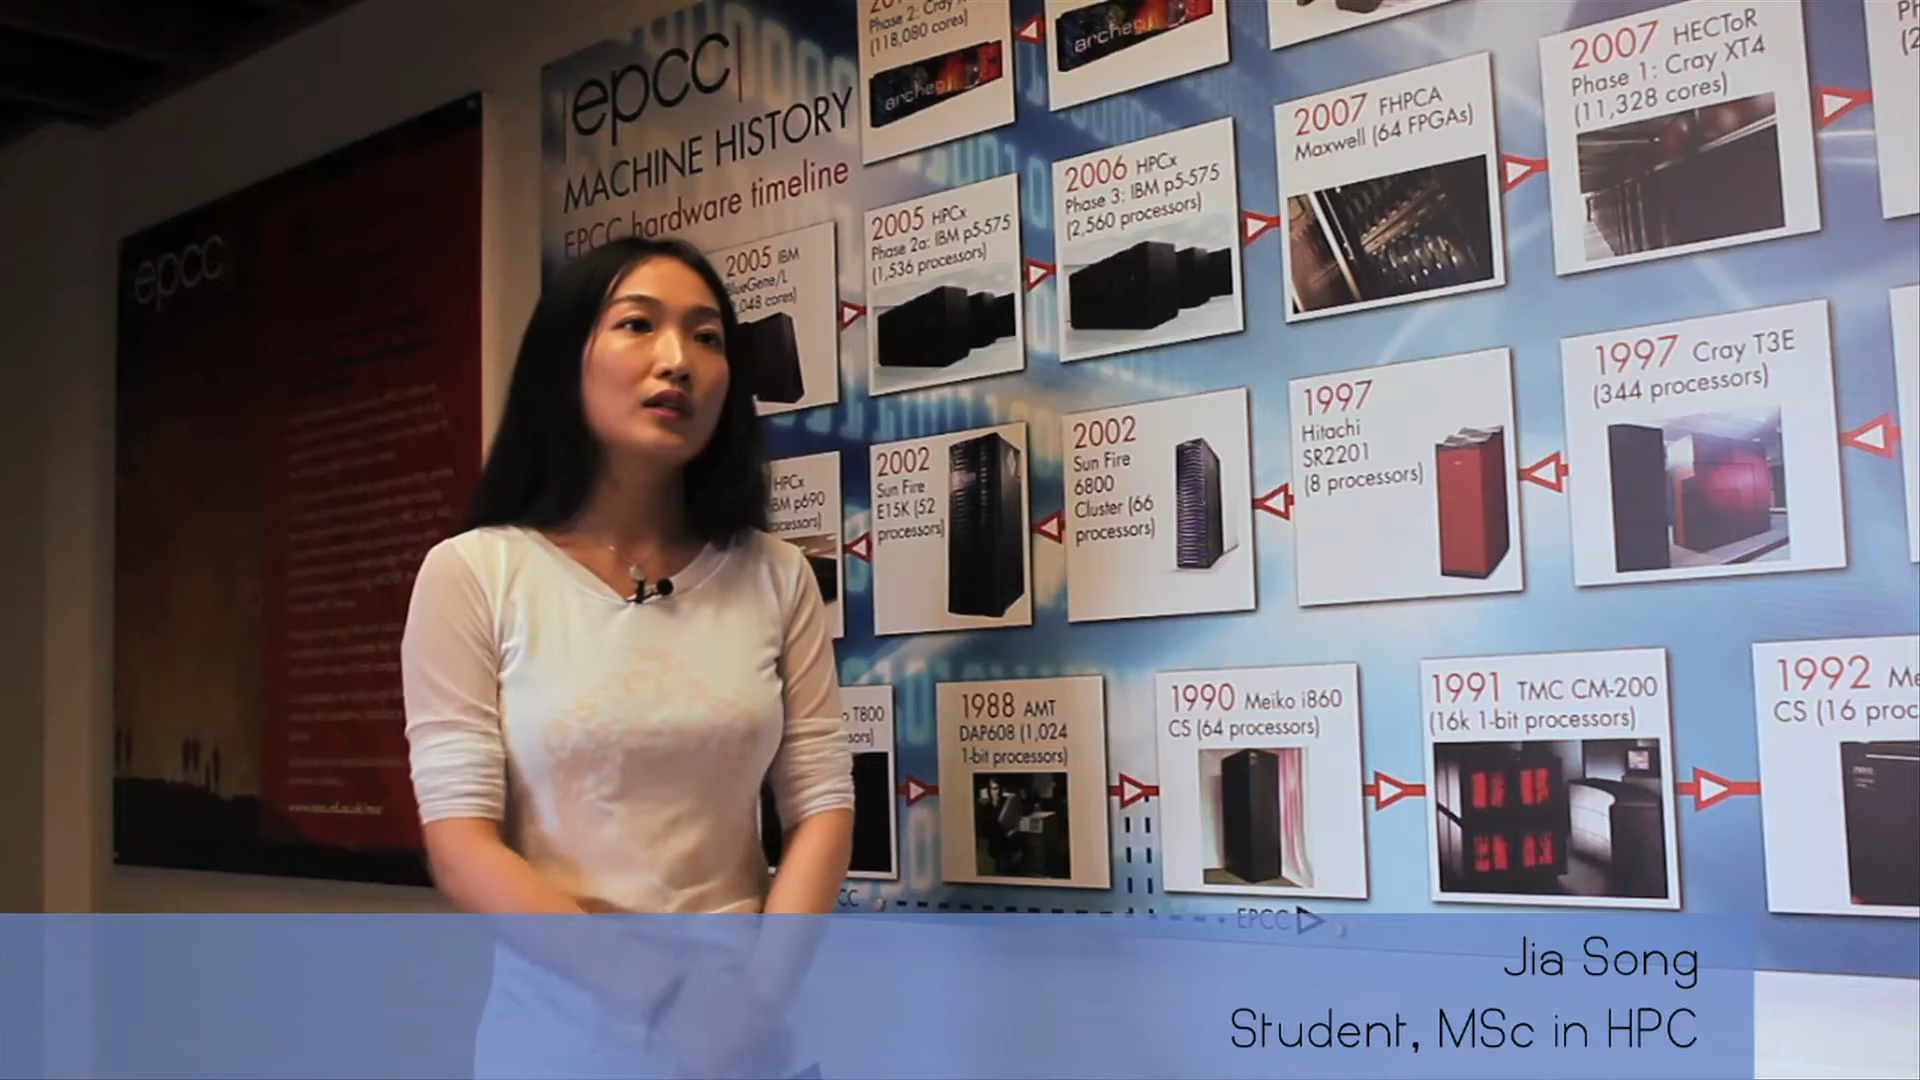 epcc
epcc
MACHINE HISTORY
EPCC hardware timeline
Phase 2: Cray
(118,080 cores)
archer
archer
2007 FHPCA
Maxwell (64 FPGAs)
2007 HECToR
Phase 1: Cray XT4
(11,328 cores)
2005 IBM
BlueGene/L
2005 HPCx
Phase 2a: IBM p5-575
(1,536 processors)
2006 HPCx
Phase 3: IBM p5-575
(2,560 processors)
HPCx
p690
2002
Sun Fire
E15K (52
processors)
2002
Sun Fire
6800
Cluster (66
processors)
1997
Hitachi
SR2201
(8 processors)
1997 Cray T3E
(344 processors)
T800
1988 AMT
DAP608 (1,024
1-bit processors)
1990 Meiko i860
CS (64 processors)
1991 TMC CM-200
(16k 1-bit processors)
1992 Me
CS (16 proc
EPCC
Jia Song
Student, MSc in HPC